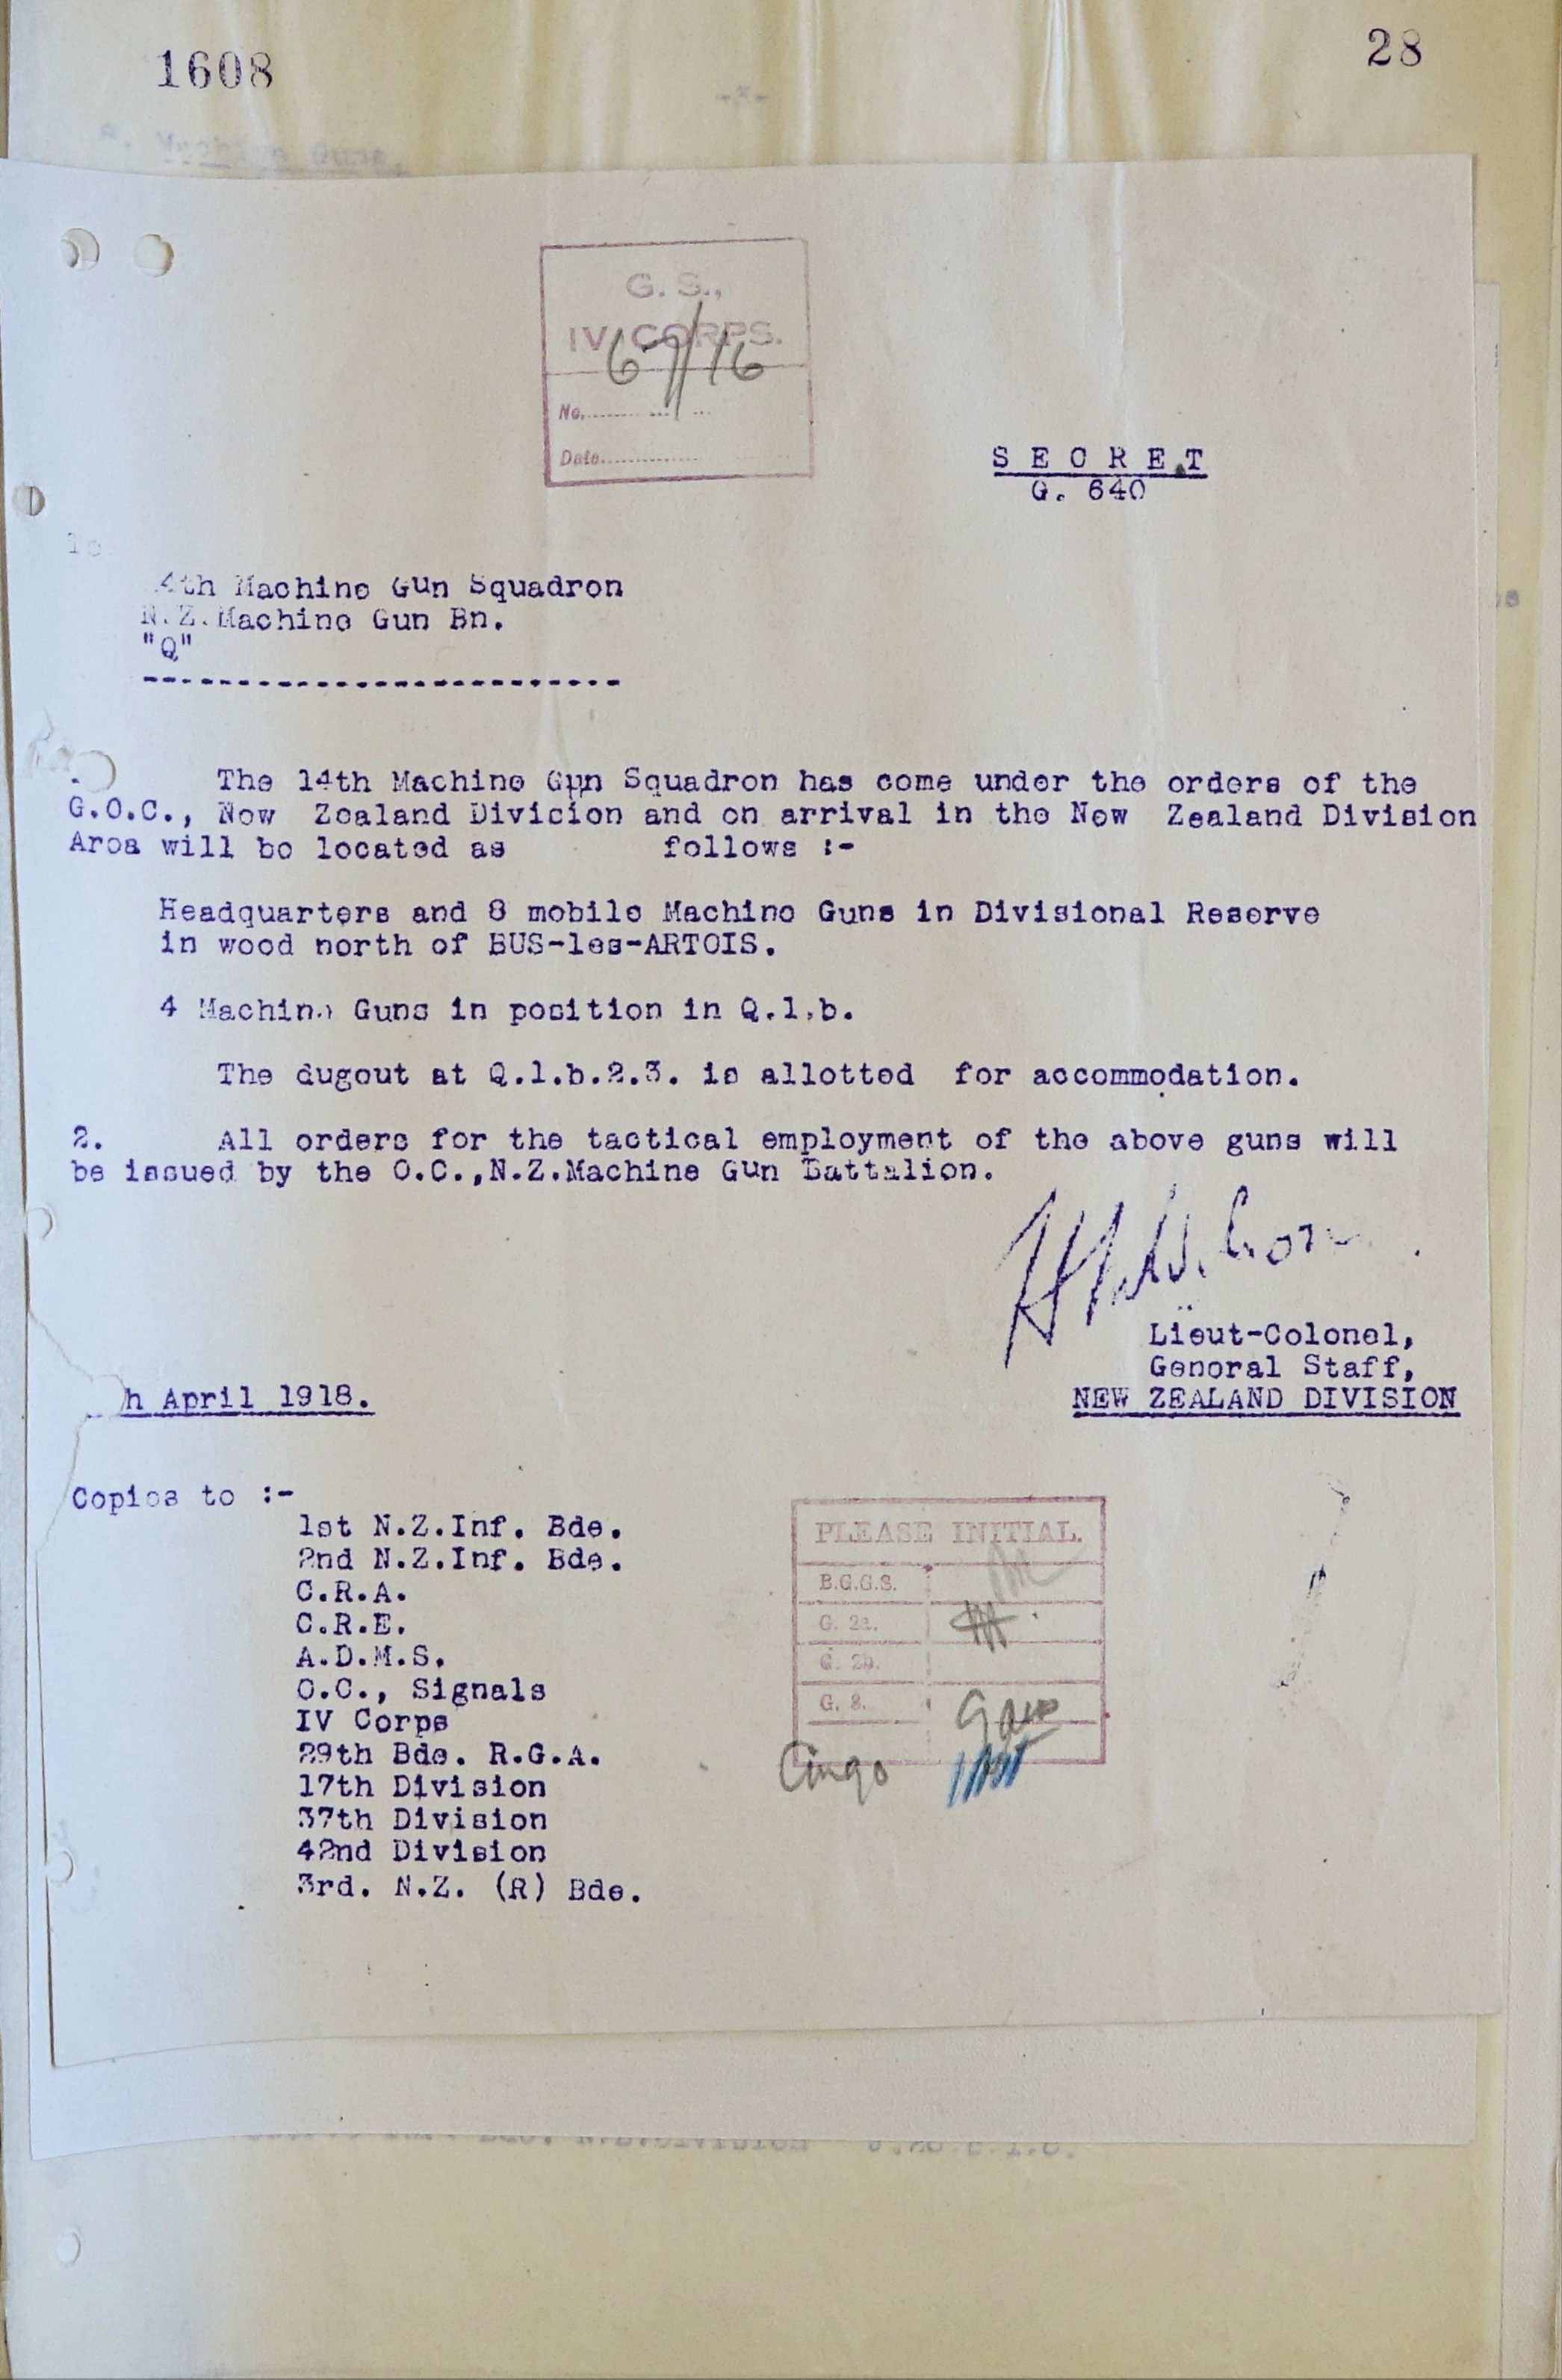 1608
28
Machine Guns.
G. S.,
IV CORPS.
67/16
No.
Date
S E C R E T
G. 640
To
4th Machine Gun Squadron
N.Z.Machine Gun Bn.
"Q"
--------------------------
The 14th Machine Gun Squadron has come under the orders of the
G.O.C., New Zealand Division and on arrival in the New Zealand Division
Area will be located as follows :-
Headquarters and 8 mobile Machine Guns in Divisional Reserve
in wood north of BUS-les-ARTOIS.
4 Machine Guns in position in Q.1.b.
The dugout at Q.1.b.2.3. is allotted for accommodation.
2. All orders for the tactical employment of the above guns will
be issued by the O.C.,N.Z.Machine Gun Battalion.
Lieut-Colonel,
General Staff,
h April 1918.
NEW ZEALAND DIVISION
Copies to :-
1st N.Z.Inf. Bde.
2nd N.Z.Inf. Bde.
C.R.A.
C.R.E.
A.D.M.S.
O.C., Signals
IV Corps
29th Bde. R.G.A.
17th Division
37th Division
42nd Division
3rd. N.Z. (R) Bde.
PLEASE INITIAL.
B.G.G.S.
G. 2a.
G. 2b.
G. 3.